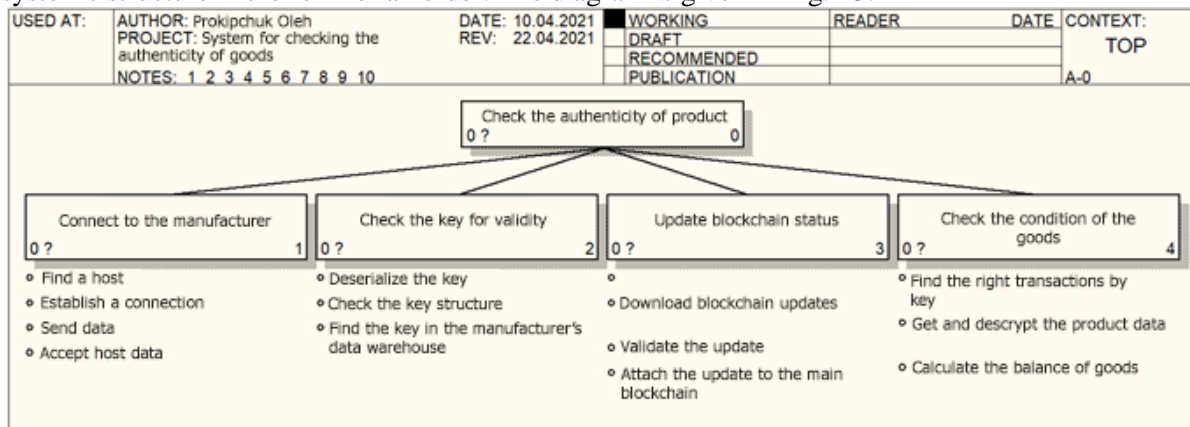 USED AT:
AUTHOR: Prokipchuk Oleh
DATE: 10.04.2021
PROJECT: System for checking the
REV: 22.04.2021
authenticity of goods
NOTES: 1 2 3 4 5 6 7 8 9 10
WORKING
READER
DATE
DRAFT
RECOMMENDED
PUBLICATION
CONTEXT:
TOP
A-0
Check the authenticity of product
0 ?
0
Connect to the manufacturer
0 ?
1
Find a host
Establish a connection
Send data
Accept host data
Check the key for validity
0 ?
2
Deserialize the key
Check the key structure
Find the key in the manufacturer's
data warehouse
Update blockchain status
0 ?
3
Download blockchain updates
Validate the update
Attach the update to the main
blockchain
Check the condition of the
goods
0 ?
4
Find the right transactions by
key
Get and descrypt the product data
Calculate the balance of goods